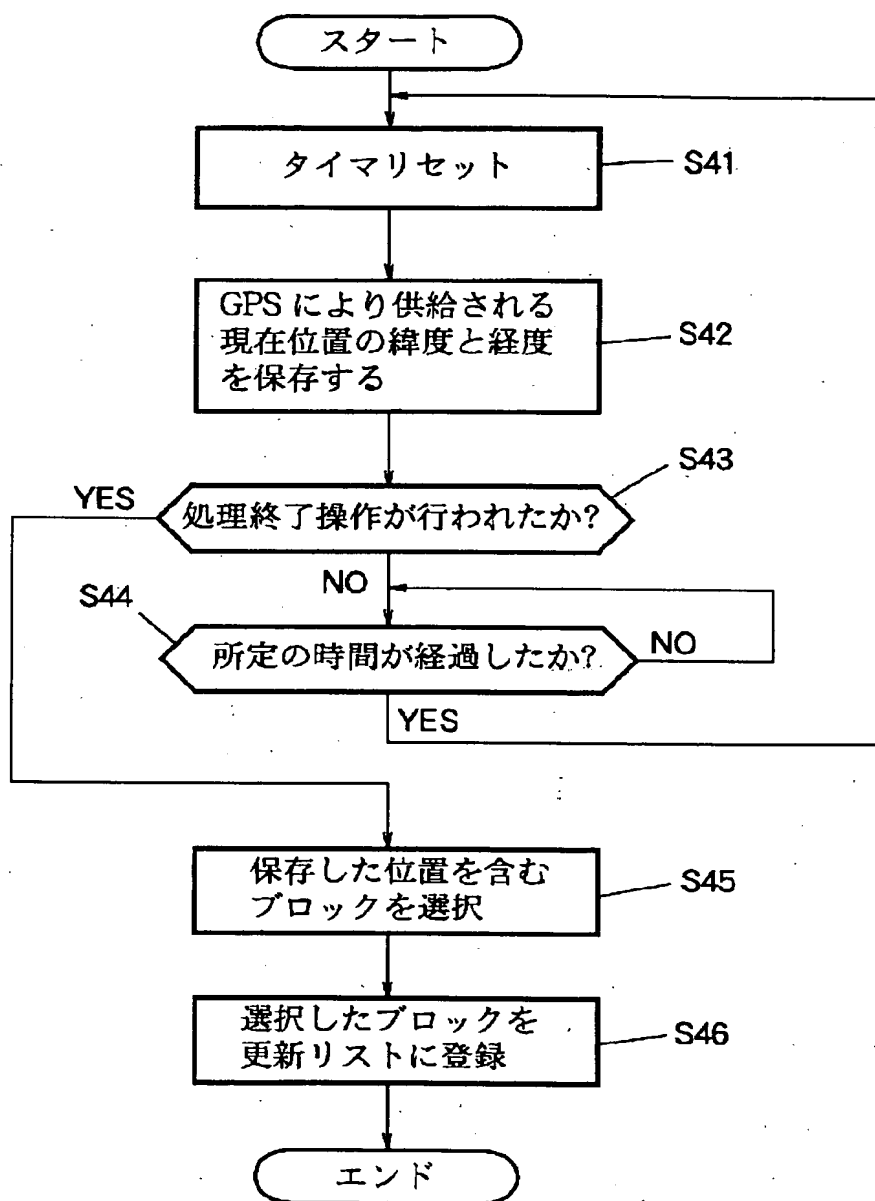 スタート
タイマリセット
S41
GPSにより供給される
現在位置の緯度と経度
を保存する
S42
処理終了操作が行われたか?
S43
YES
NO
所定の時間が経過したか?
S44
NO
YES
保存した位置を含む
ブロックを選択
S45
選択したブロックを
更新リストに登録
S46
エンド